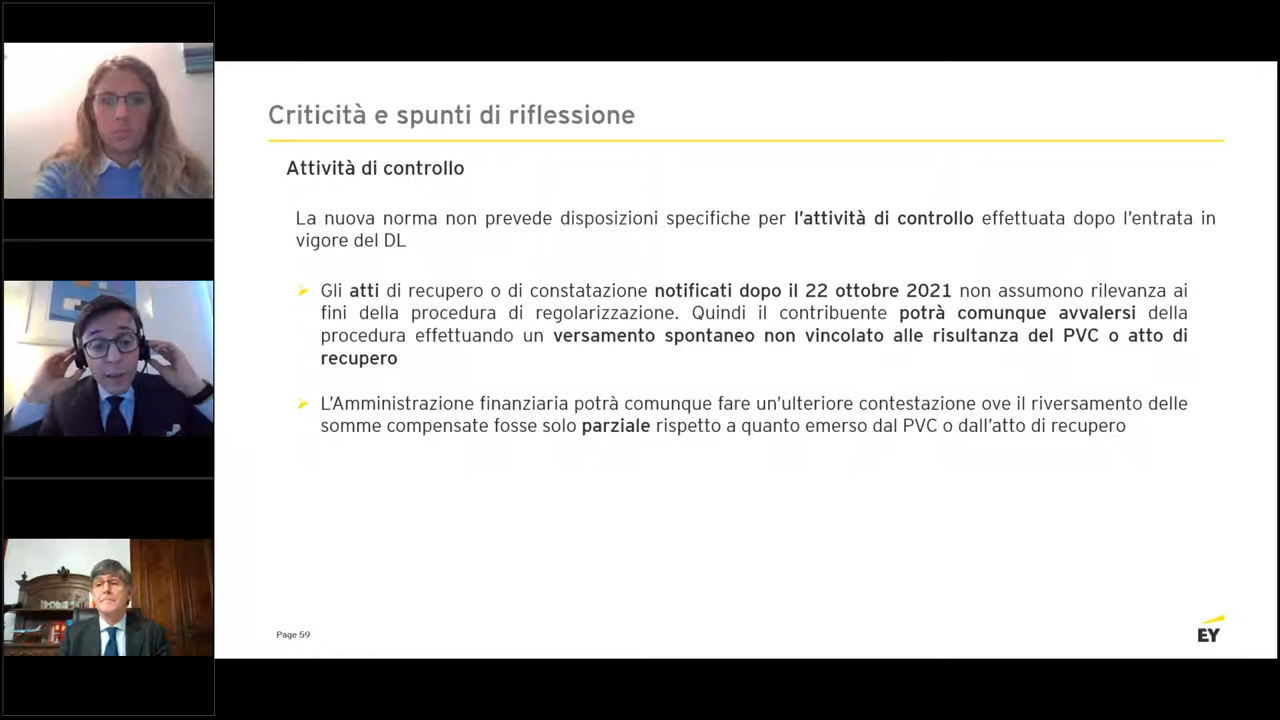 Criticità e spunti di riflessione
Attività di controllo
La nuova norma non prevede disposizioni specifiche per l'attività di controllo effettuata dopo l'entrata in
vigore del DL
Gli atti di recupero o di constatazione notificati dopo il 22 ottobre 2021 non assumono rilevanza ai
fini della procedura di regolarizzazione. Quindi il contribuente potrà comunque avvalersi della
procedura effettuando un versamento spontaneo non vincolato alle risultanza del PVC o atto di
recupero
L'Amministrazione finanziaria potrà comunque fare un'ulteriore contestazione ove il riversamento delle
somme compensate fosse solo parziale rispetto a quanto emerso dal PVC o dall'atto di recupero
Page 59
EY